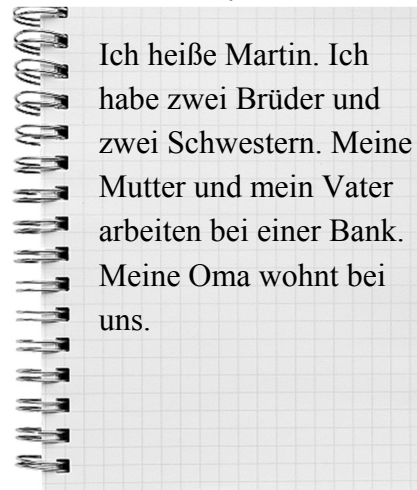 Ich heiße Martin. Ich
habe zwei Brüder und
zwei Schwestern. Meine
Mutter und mein Vater
arbeiten bei einer Bank.
Meine Oma wohnt bei
uns.